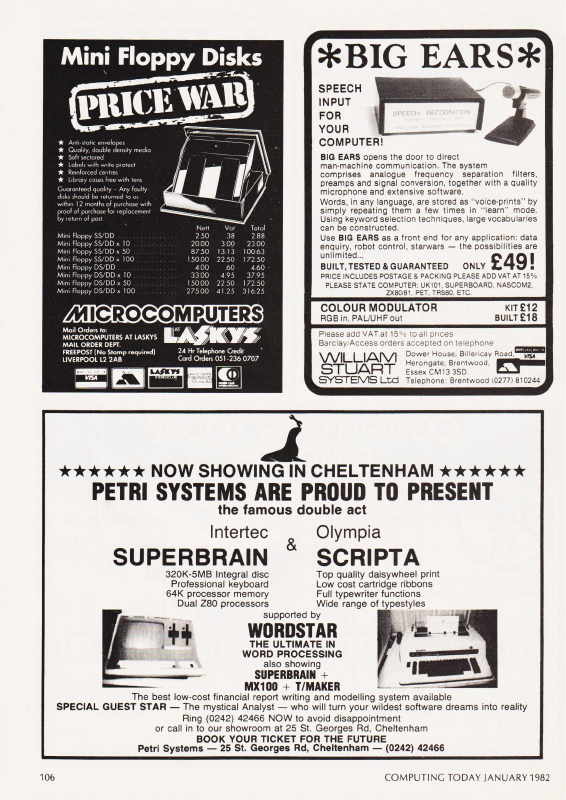 Mini Floppy Disks
PRICE WAR
★ Anti-static envelopes
★ Quality, double density media
★ Soft sectored
★ Labels with write protect
★ Reinforced centres
★ Library cases free with tens
Guaranteed quality – Any faulty
disks should be returned to us
within 12 months of purchase with
proof of purchase for replacement
by return of post.
Nett Vat Total
Mini Floppy SS/DD 2.50 .38 2.88
Mini Floppy SS/DD x 10 20.00 3.00 23.00
Mini Floppy SS/DD x 50 87.50 13.13 100.63
Mini Floppy SS/DD x 100 150.00 22.50 172.50
Mini Floppy DS/DD 4.00 .60 4.60
Mini Floppy DS/DD x 10 33.00 4.95 37.95
Mini Floppy DS/DD x 50 150.00 22.50 172.50
Mini Floppy DS/DD x 100 275.00 41.25 316.25
MICROCOMPUTERS
AT LASKYS
Mail Orders to:
MICROCOMPUTERS AT LASKYS
MAIL ORDER DEPT.
FREEPOST (No Stamp required)
LIVERPOOL L2 2AB
24 Hr Telephone Credit
Card Orders 051-236 0707
VISA
LASKYS
*BIG EARS*
SPEECH
INPUT
FOR
YOUR
COMPUTER!
SPEECH RECOGNITION
BIG EARS opens the door to direct
man-machine communication. The system
comprises analogue frequency separation filters,
preamps and signal conversion, together with a quality
microphone and extensive software.
Words, in any language, are stored as "voice-prints" by
simply repeating them a few times in "learn" mode.
Using keyword selection techniques, large vocabularies
can be constructed.
Use BIG EARS as a front end for any application: data
enquiry, robot control, starwars — the possibilities are
unlimited...
BUILT, TESTED & GUARANTEED ONLY £49!
PRICE INCLUDES POSTAGE & PACKING PLEASE ADD VAT AT 15%
PLEASE STATE COMPUTER: UK101, SUPERBOARD, NASCOM2,
ZX80/81, PET, TRS80, ETC.
COLOUR MODULATOR KIT £12
RGB in, PAL/UHF out BUILT £18
Please add VAT at 15% to all prices
Barclay/Access orders accepted on telephone
WILLIAM
STUART
SYSTEMS Ltd
Dower House, Billericay Road,
Herongate, Brentwood,
Essex CM13 3SD.
Telephone: Brentwood (0277) 810244
VISA
★★★★★★ NOW SHOWING IN CHELTENHAM ★★★★★★
PETRI SYSTEMS ARE PROUD TO PRESENT
the famous double act
Intertec & Olympia
SUPERBRAIN SCRIPTA
320K-5MB Integral disc
Professional keyboard
64K processor memory
Dual Z80 processors
Top quality daisywheel print
Low cost cartridge ribbons
Full typewriter functions
Wide range of typestyles
supported by
WORDSTAR
THE ULTIMATE IN
WORD PROCESSING
also showing
SUPERBRAIN +
MX100 + T/MAKER
The best low-cost financial report writing and modelling system available
SPECIAL GUEST STAR — The mystical Analyst — who will turn your wildest software dreams into reality
Ring (0242) 42466 NOW to avoid disappointment
or call in to our showroom at 25 St. Georges Rd, Cheltenham
BOOK YOUR TICKET FOR THE FUTURE
Petri Systems — 25 St. Georges Rd, Cheltenham — (0242) 42466
106
COMPUTING TODAY JANUARY 1982